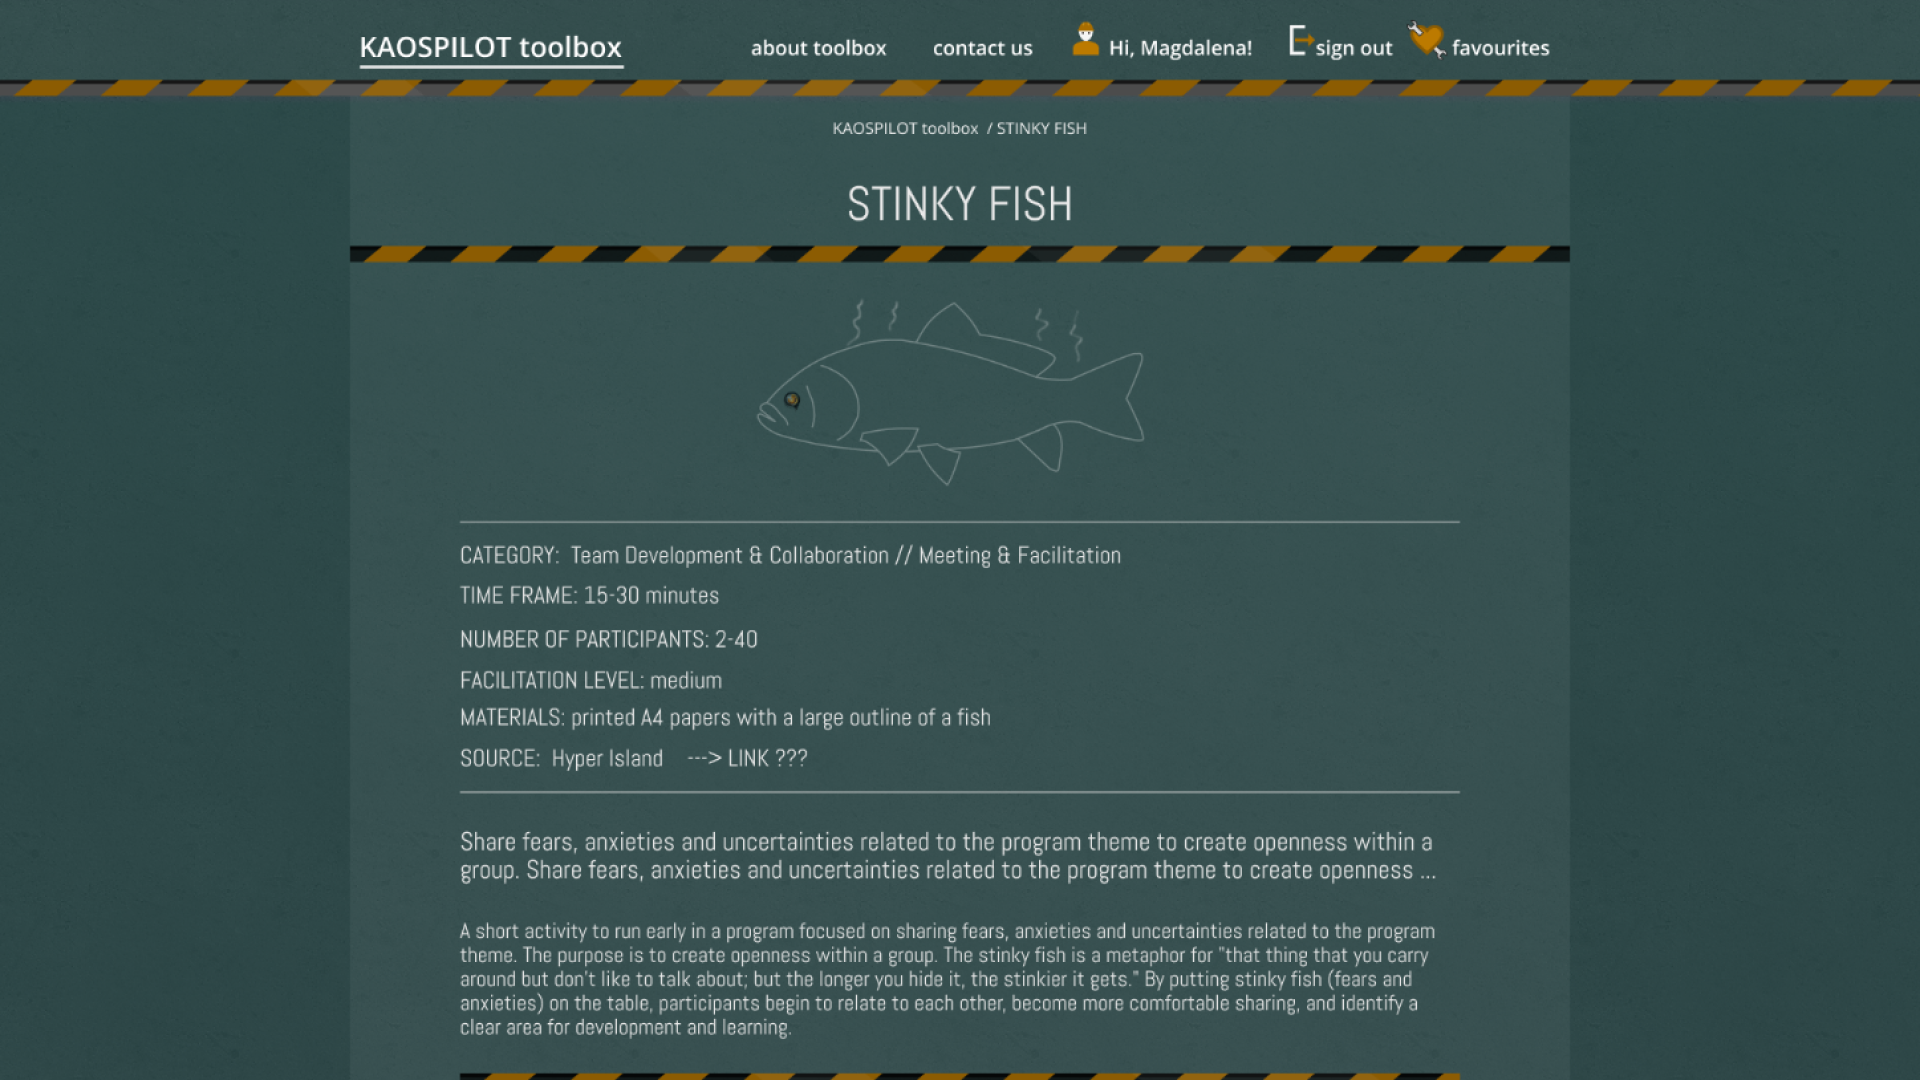 KAOSPILOT toolbox
about toolbox
contact us
Hi, Magdalena!
sign out
favourites
KAOSPILOT toolbox / STINKY FISH
STINKY FISH
CATEGORY: Team Development & Collaboration // Meeting & Facilitation
TIME FRAME: 15-30 minutes
NUMBER OF PARTICIPANTS: 2-40
FACILITATION LEVEL: medium
MATERIALS: printed A4 papers with a large outline of a fish
SOURCE: Hyper Island ---> LINK ???
Share fears, anxieties and uncertainties related to the program theme to create openness within a
group. Share fears, anxieties and uncertainties related to the program theme to create openness ...
A short activity to run early in a program focused on sharing fears, anxieties and uncertainties related to the program
theme. The purpose is to create openness within a group. The stinky fish is a metaphor for "that thing that you carry
around but don't like to talk about; but the longer you hide it, the stinkier it gets." By putting stinky fish (fears and
anxieties) on the table, participants begin to relate to each other, become more comfortable sharing, and identify a
clear area for development and learning.